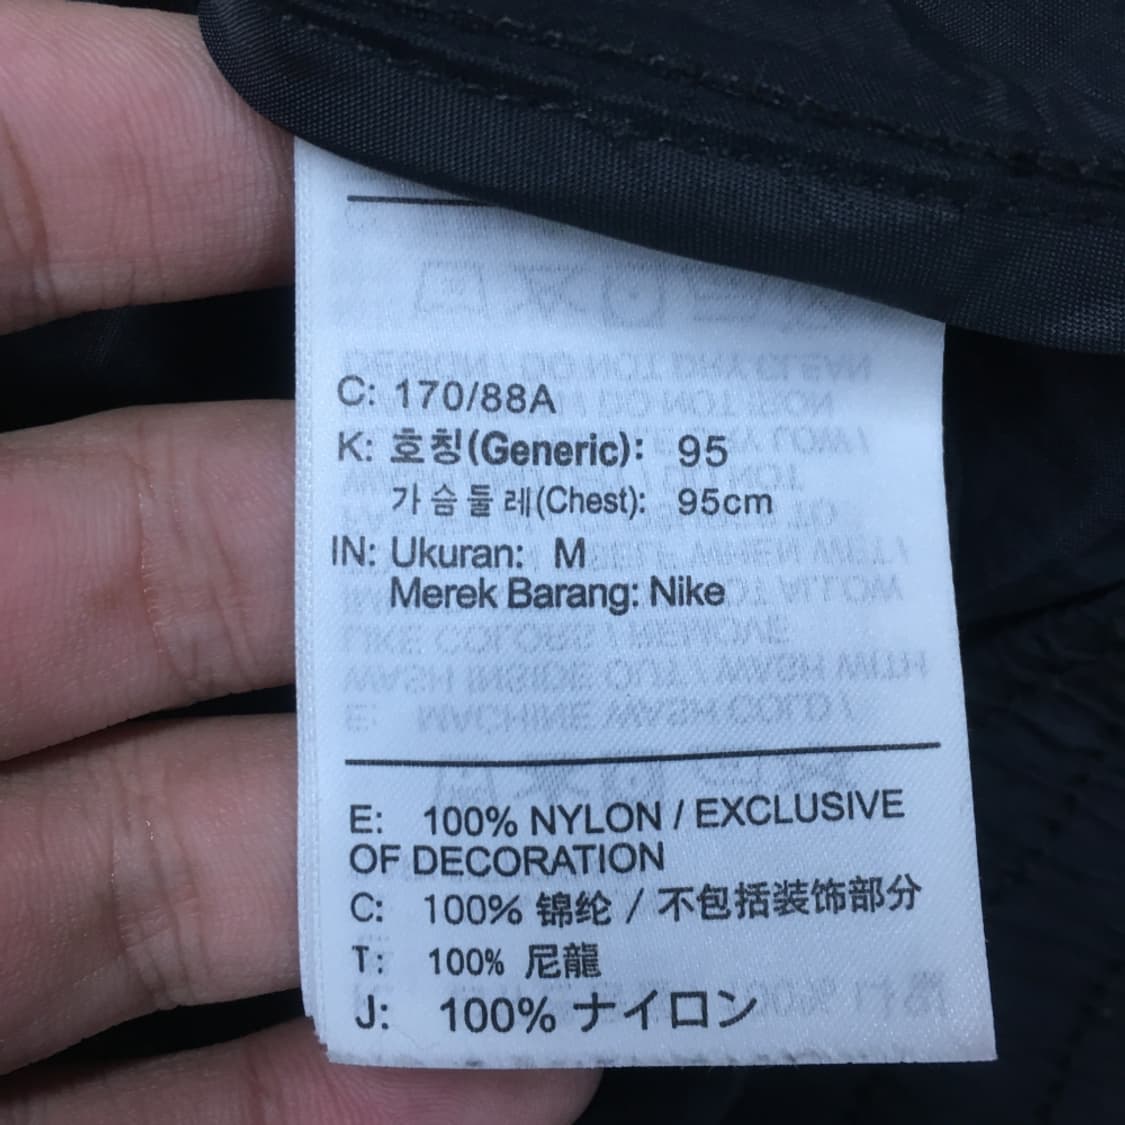 C: 170/88A
K: 호칭(Generic): 95
가슴둘레(Chest): 95cm
IN: Ukuran: M
Merek Barang: Nike
E: 100% NYLON / EXCLUSIVE
OF DECORATION
C: 100% 锦纶 / 不包括装饰部分
T: 100% 尼龍
J: 100% ナイロン